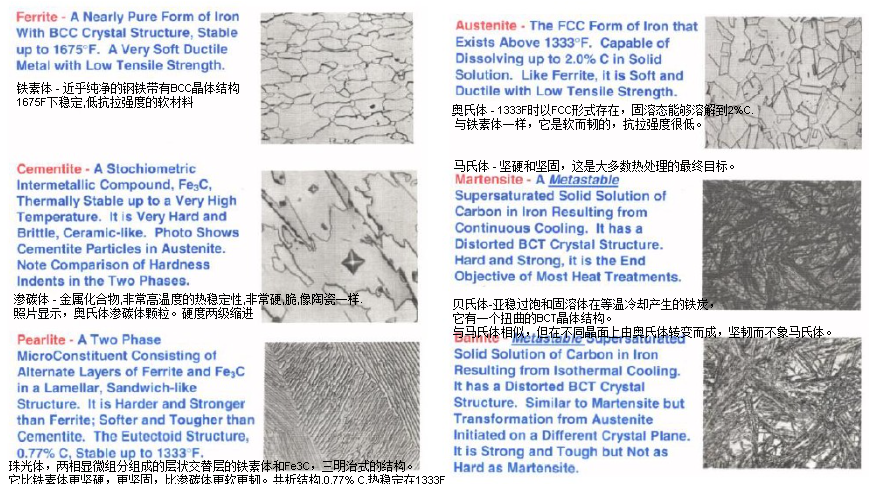 Ferrite - A Nearly Pure Form of Iron
With BCC Crystal Structure, Stable
up to 1675°F. A Very Soft Ductile
Metal with Low Tensile Strength.
铁素体 - 近乎纯净的钢铁带有BCC晶体结构
1675F下稳定,低抗拉强度的软材料
Cementite - A Stochiometric
Intermetallic Compound, Fe₃C,
Thermally Stable up to a Very High
Temperature. It is Very Hard and
Brittle, Ceramic-like. Photo Shows
Cementite Particles in Austenite.
Note Comparison of Hardness
Indents in the Two Phases.
渗碳体 - 金属化合物,非常高温度的热稳定性,非常硬,脆,像陶瓷一样.
照片显示，奥氏体渗碳体颗粒。硬度两级缩进
Pearlite - A Two Phase
MicroConstituent Consisting of
Alternate Layers of Ferrite and Fe₃C
in a Lamellar, Sandwich-like
Structure. It is Harder and Stronger
than Ferrite; Softer and Tougher than
Cementite. The Eutectoid Structure,
0.77% C, Stable up to 1333°F.
珠光体，两相显微组分组成的层状交替层的铁素体和Fe3C，三明治式的结构。
它比铁素体更坚硬，更坚固，比渗碳体更软更韧。共析结构,0.77% C,热稳定在1333F
Austenite - The FCC Form of Iron that
Exists Above 1333°F. Capable of
Dissolving up to 2.0% C in Solid
Solution. Like Ferrite, it is Soft and
Ductile with Low Tensile Strength.
奥氏体 - 1333F时以FCC形式存在，固溶态能够溶解到2%C.
与铁素体一样，它是软而韧的，抗拉强度很低。
马氏体 - 坚硬和坚固，这是大多数热处理的最终目标。
Martensite - A Metastable
Supersaturated Solid Solution of
Carbon in Iron Resulting from
Continuous Cooling. It has a
Distorted BCT Crystal Structure.
Hard and Strong, it is the End
Objective of Most Heat Treatments.
贝氏体-亚稳过饱和固溶体在等温冷却产生的铁炭，
它有一个扭曲的BCT晶体结构。
与马氏体相似，但在不同晶面上由奥氏体转变而成，坚韧而不象马氏体。
Bainite - Metastable Supersaturated
Solid Solution of Carbon in Iron
Resulting from Isothermal Cooling.
It has a Distorted BCT Crystal
Structure. Similar to Martensite but
Transformation from Austenite
Initiated on a Different Crystal Plane.
It is Strong and Tough but Not as
Hard as Martensite.